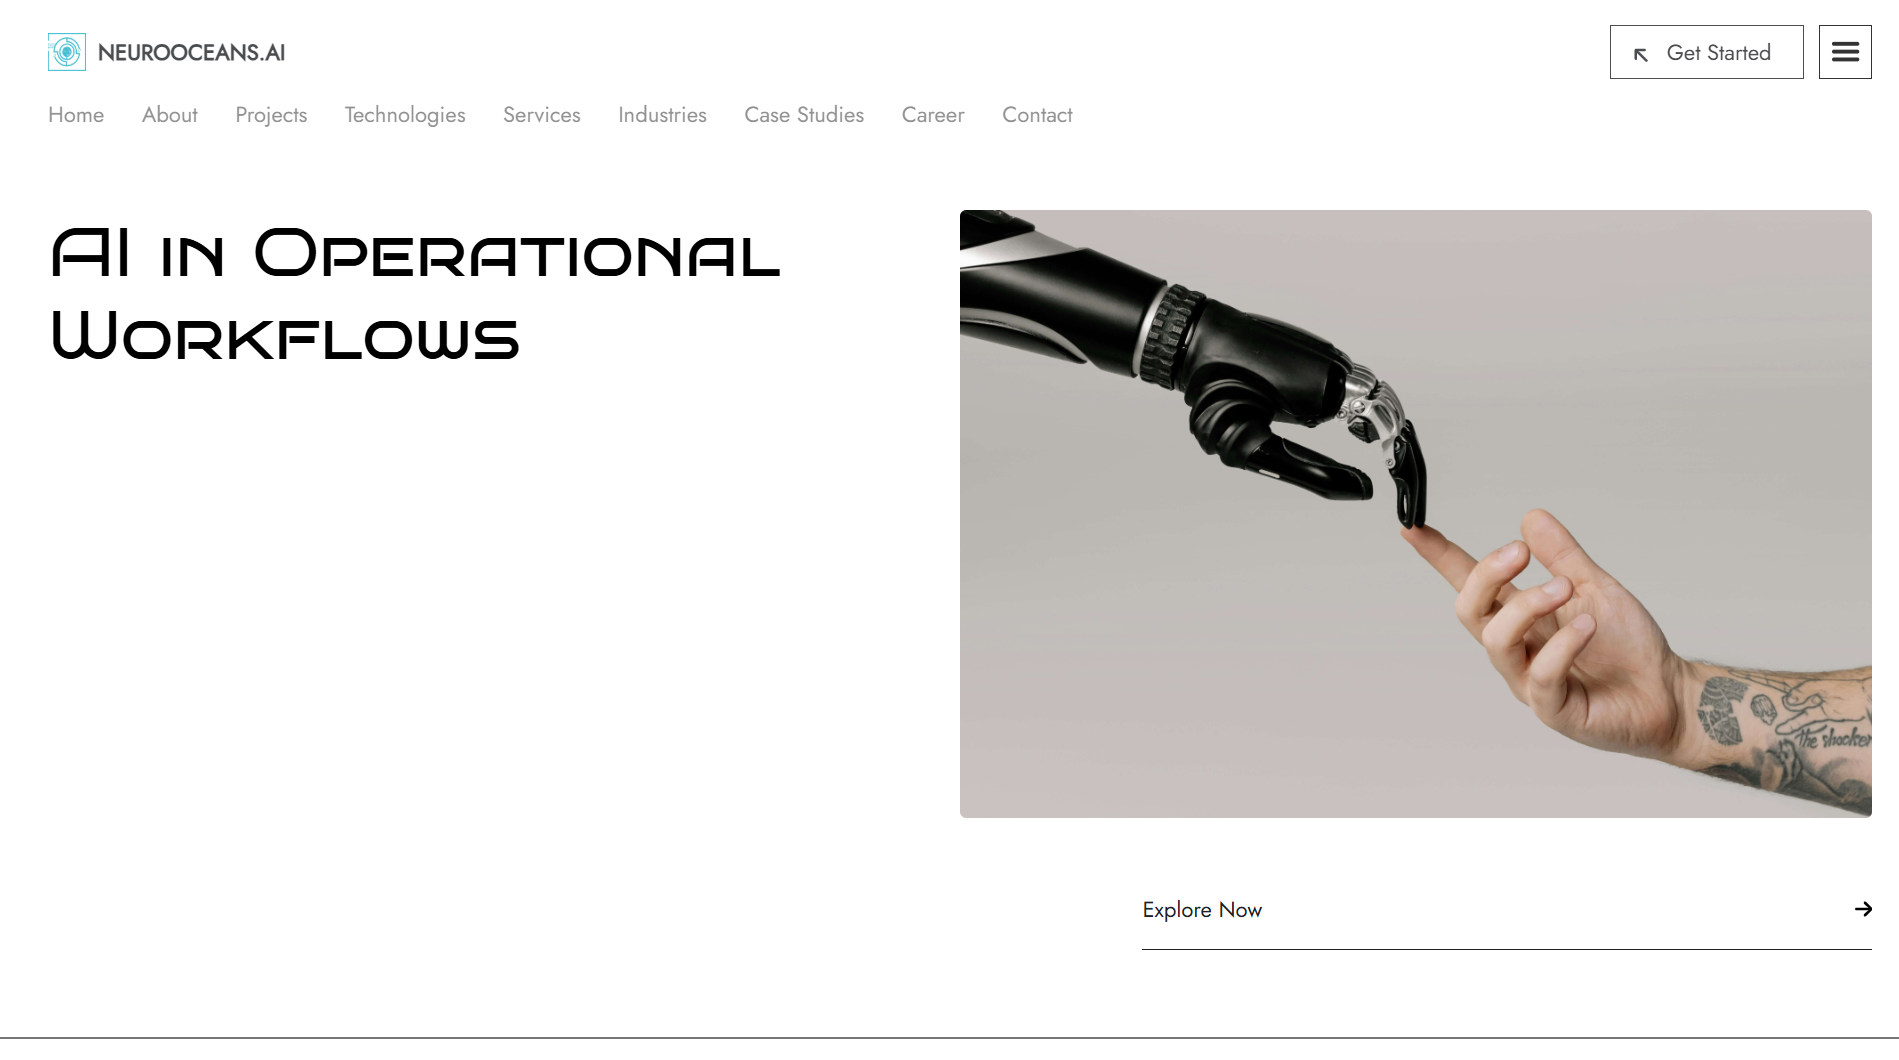 NEUROOCEANS.AI
Get Started
Home About Projects Technologies Services Industries Case Studies Career Contact
AI in Operational
Workflows
the shocker
Explore Now